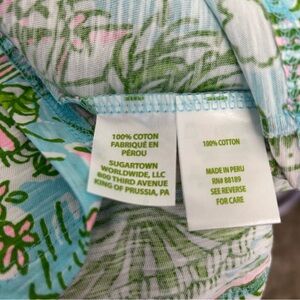 100% COTON
FABRIQUÉ EN
PÉROU
SUGARTOWN
WORLDWIDE, LLC
800 THIRD AVENUE
KING OF PRUSSIA, PA
100% COTTON
MADE IN PERU
RN# 88189
SEE REVERSE
FOR CARE